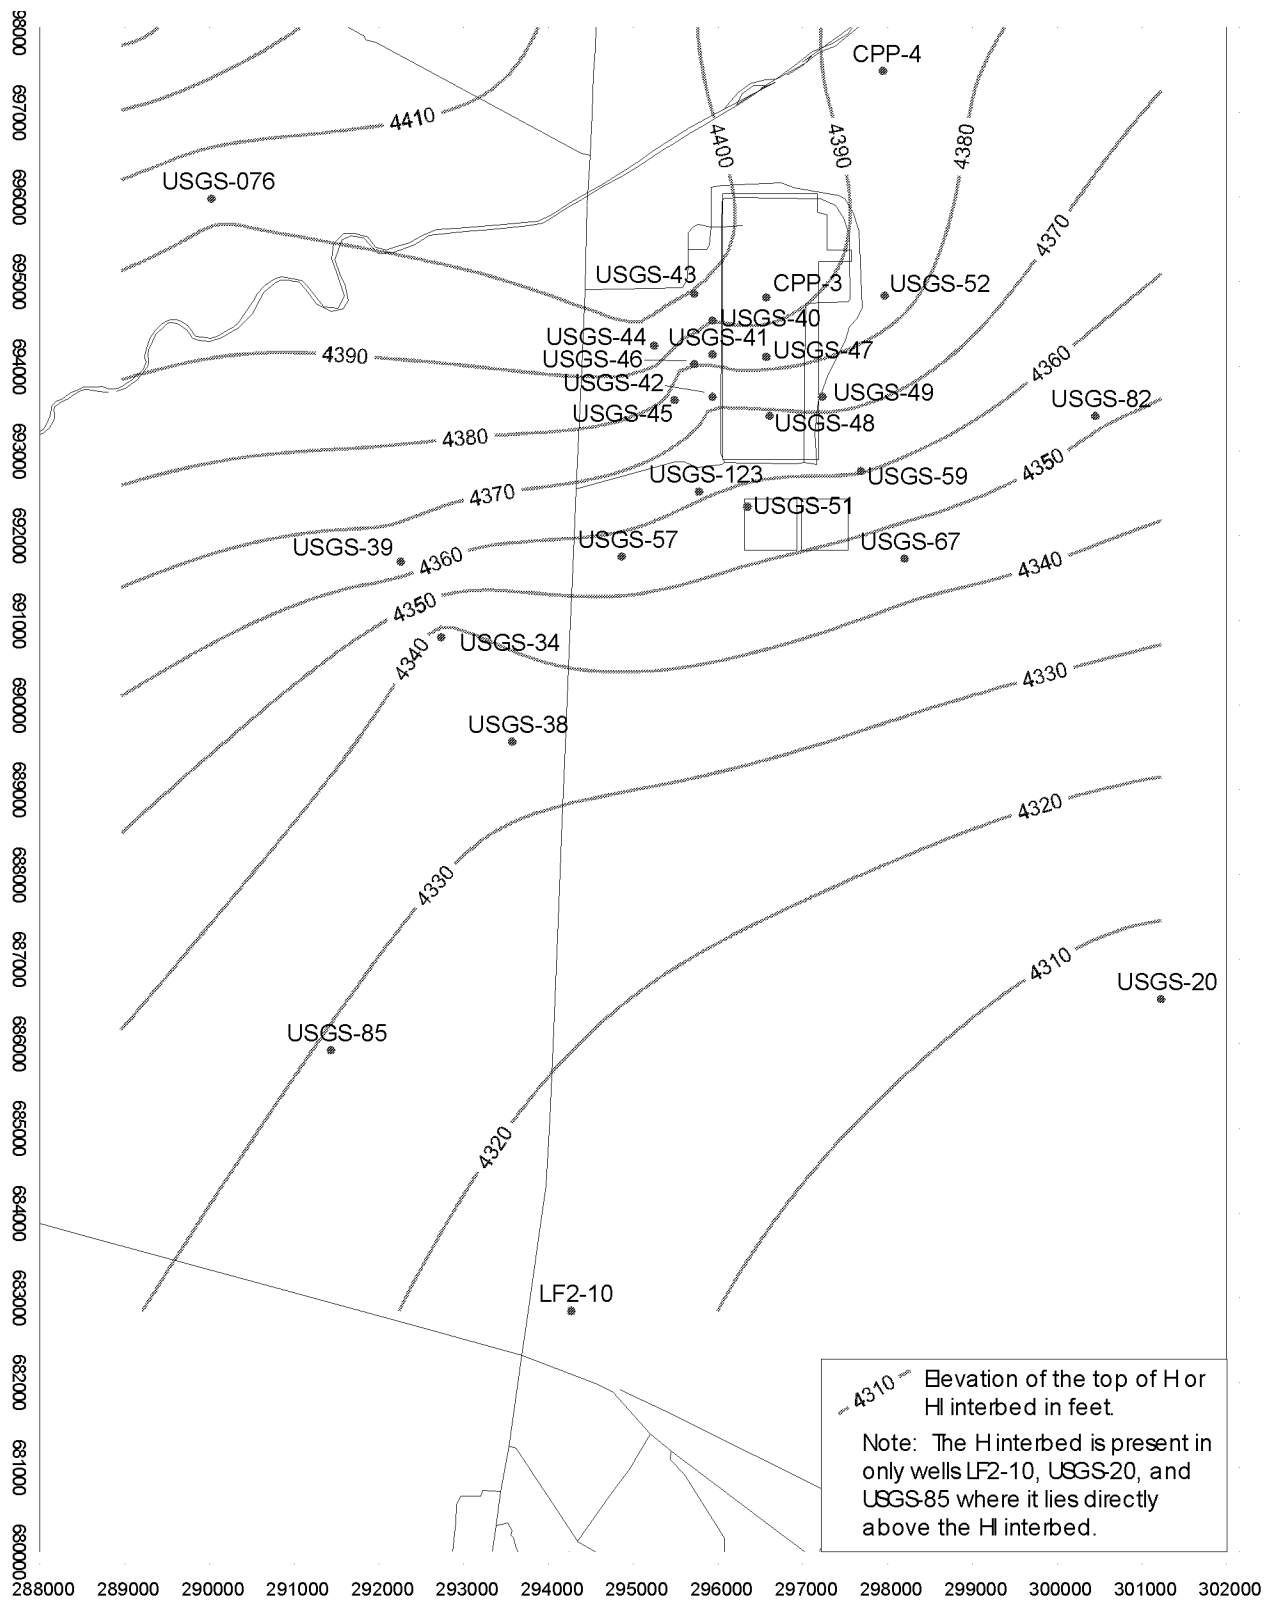 698000
CPP-4
697000
4410
4400
4390
4380
696000
USGS-076
4370
695000
USGS-43
CPP-3
USGS-52
USGS-40
694000
4390
USGS-44
USGS-41
USGS-46
USGS-47
4360
USGS-42
USGS-49
USGS-82
USGS-45
USGS-48
4380
693000
4350
USGS-123
USGS-59
4370
USGS-51
692000
USGS-39
4360
USGS-57
USGS-67
4340
691000
4350
USGS-34
4340
4330
690000
USGS-38
689000
4320
688000
4330
687000
4310
USGS-20
686000
USGS-85
685000
4320
684000
683000
LF2-10
682000
4310
Elevation of the top of H or
HI interbed in feet.
Note: The H interbed is present in
only wells LF2-10, USGS-20, and
USGS-85 where it lies directly
above the HI interbed.
681000
680000
288000 289000 290000 291000 292000 293000 294000 295000 296000 297000 298000 299000 300000 301000 302000